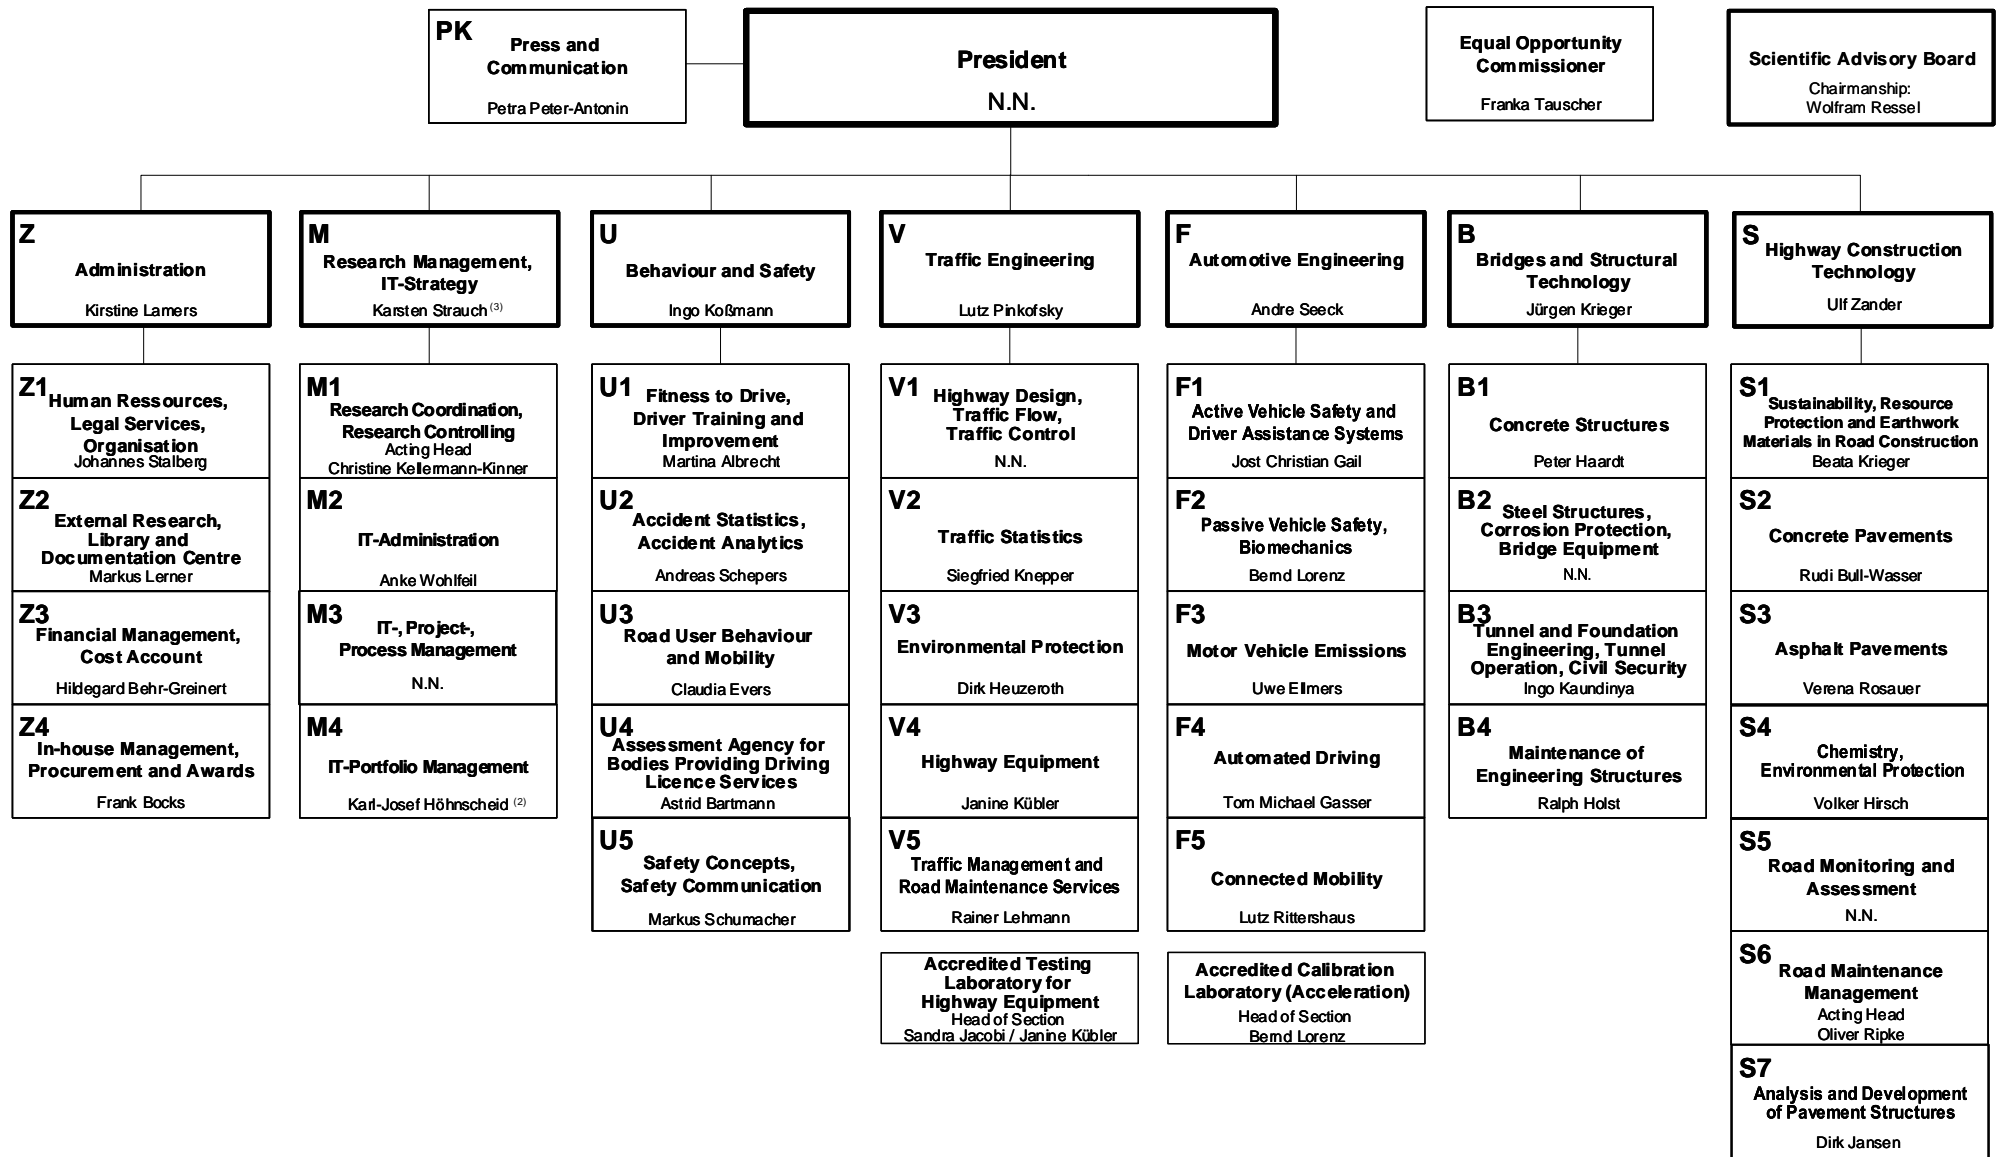 PK
Press and
Communication
Petra Peter-Antonin
President
N.N.
Equal Opportunity
Commissioner
Franka Tauscher
Scientific Advisory Board
Chairmanship:
Wolfram Ressel
Z
Administration
Kirstine Lamers
M
Research Management,
IT-Strategy
Karsten Strauch (3)
U
Behaviour and Safety
Ingo Koßmann
V
Traffic Engineering
Lutz Pinkofsky
F
Automotive Engineering
Andre Seeck
B
Bridges and Structural
Technology
Jürgen Krieger
S
Highway Construction
Technology
Ulf Zander
Z1
Human Ressources,
Legal Services,
Organisation
Johannes Stalberg
Z2
External Research,
Library and
Documentation Centre
Markus Lerner
Z3
Financial Management,
Cost Account
Hildegard Behr-Greinert
Z4
In-house Management,
Procurement and Awards
Frank Bocks
M1
Research Coordination,
Research Controlling
Acting Head
Christine Kellermann-Kinner
M2
IT-Administration
Anke Wohlfeil
M3
IT-, Project-,
Process Management
N.N.
M4
IT-Portfolio Management
Karl-Josef Höhnscheid (2)
U1
Fitness to Drive,
Driver Training and
Improvement
Martina Albrecht
U2
Accident Statistics,
Accident Analytics
Andreas Schepers
U3
Road User Behaviour
and Mobility
Claudia Evers
U4
Assessment Agency for
Bodies Providing Driving
Licence Services
Astrid Bartmann
U5
Safety Concepts,
Safety Communication
Markus Schumacher
V1
Highway Design,
Traffic Flow,
Traffic Control
N.N.
V2
Traffic Statistics
Siegfried Knepper
V3
Environmental Protection
Dirk Heuzeroth
V4
Highway Equipment
Janine Kübler
V5
Traffic Management and
Road Maintenance Services
Rainer Lehmann
Accredited Testing
Laboratory for
Highway Equipment
Head of Section
Sandra Jacobi / Janine Kübler
F1
Active Vehicle Safety and
Driver Assistance Systems
Jost Christian Gail
F2
Passive Vehicle Safety,
Biomechanics
Bernd Lorenz
F3
Motor Vehicle Emissions
Uwe Ellmers
F4
Automated Driving
Tom Michael Gasser
F5
Connected Mobility
Lutz Rittershaus
Accredited Calibration
Laboratory (Acceleration)
Head of Section
Bernd Lorenz
B1
Concrete Structures
Peter Haardt
B2
Steel Structures,
Corrosion Protection,
Bridge Equipment
N.N.
B3
Tunnel and Foundation
Engineering, Tunnel
Operation, Civil Security
Ingo Kaundinya
B4
Maintenance of
Engineering Structures
Ralph Holst
S1
Sustainability, Resource
Protection and Earthwork
Materials in Road Construction
Beata Krieger
S2
Concrete Pavements
Rudi Bull-Wasser
S3
Asphalt Pavements
Verena Rosauer
S4
Chemistry,
Environmental Protection
Volker Hirsch
S5
Road Monitoring and
Assessment
N.N.
S6
Road Maintenance
Management
Acting Head
Oliver Ripke
S7
Analysis and Development
of Pavement Structures
Dirk Jansen